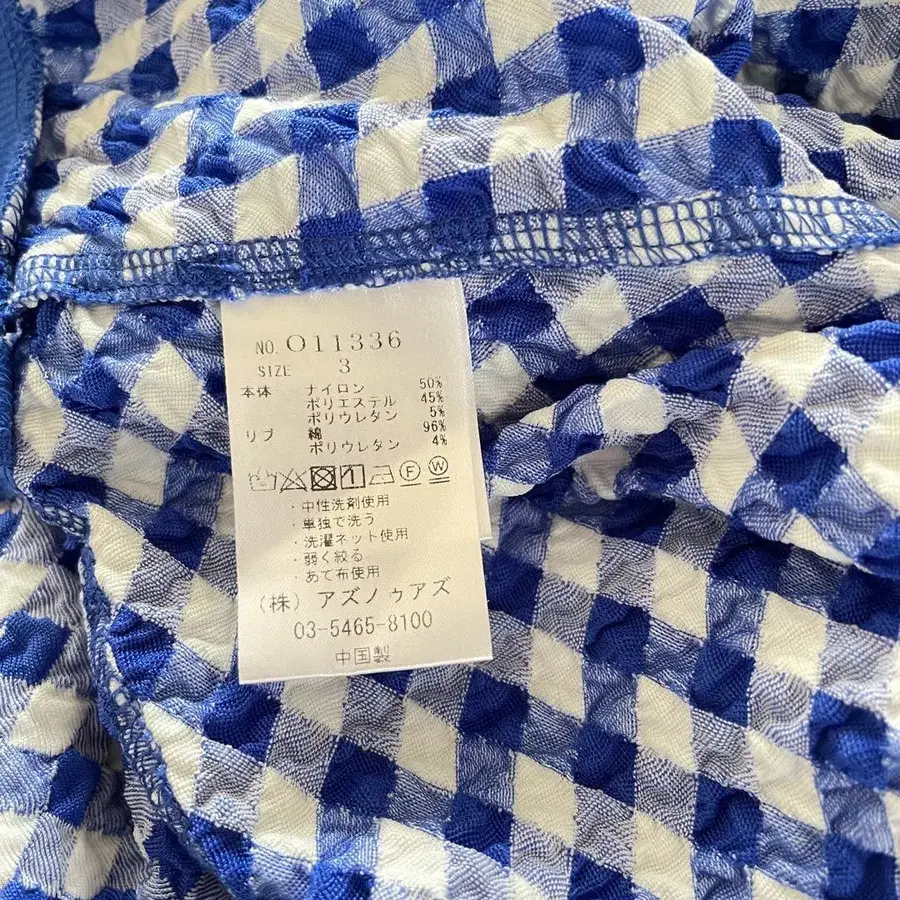 NO. O11336
SIZE 3
本体 ナイロン 50%
ポリエステル 45%
ポリウレタン 5%
リブ 綿 96%
ポリウレタン 4%
1 F W
・中性洗剤使用
・単独で洗う
・洗濯ネット使用
・弱く絞る
・あて布使用
(株) アズノゥアズ
03-5465-8100
中国製